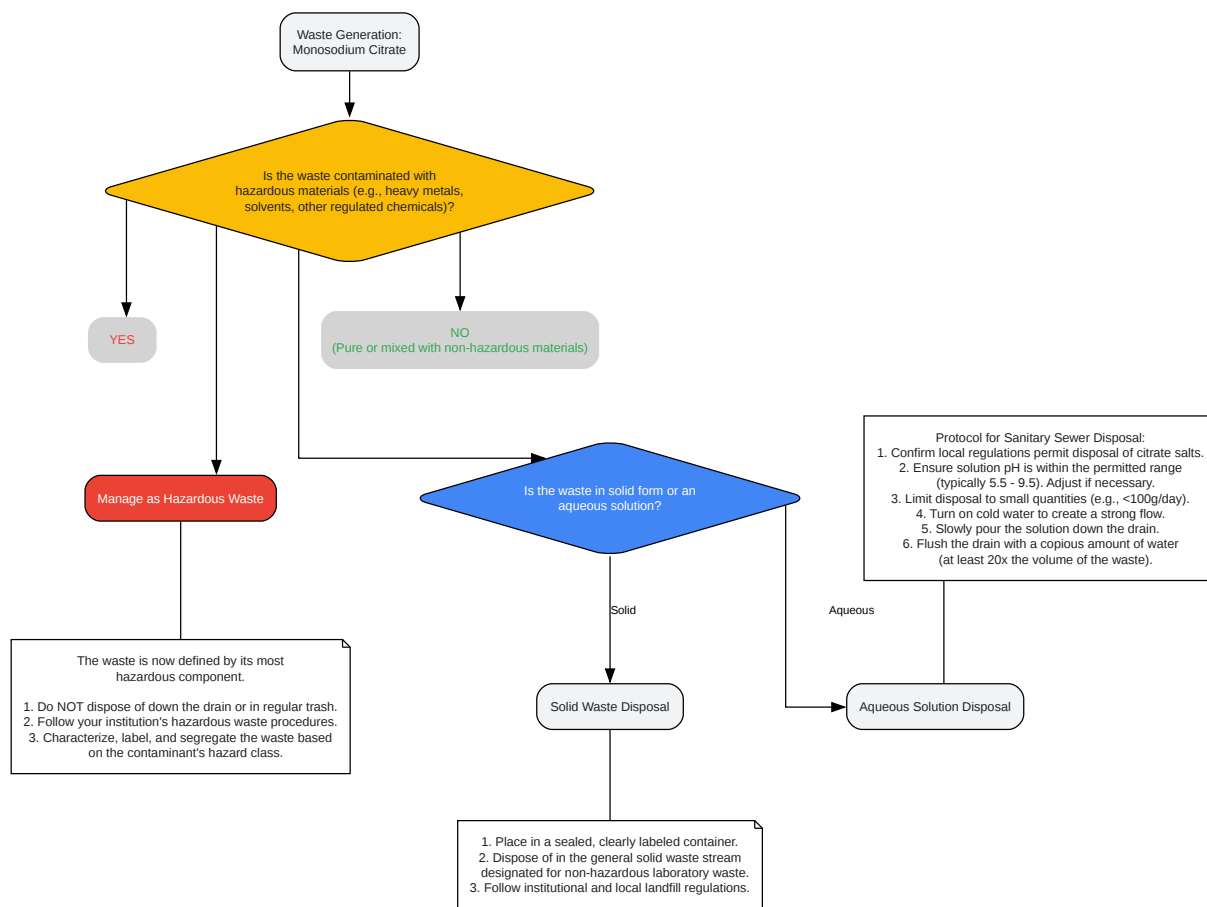 Waste Generation:
Monosodium Citrate
Is the waste contaminated with
hazardous materials (e.g., heavy metals,
solvents, other regulated chemicals)?
YES
NO
(Pure or mixed with non-hazardous materials)
Manage as Hazardous Waste
The waste is now defined by its most
hazardous component.
1. Do NOT dispose of down the drain or in regular trash.
2. Follow your institution's hazardous waste procedures.
3. Characterize, label, and segregate the waste based
on the contaminant's hazard class.
Is the waste in solid form or an
aqueous solution?
Solid
Aqueous
Solid Waste Disposal
1. Place in a sealed, clearly labeled container.
2. Dispose of in the general solid waste stream
designated for non-hazardous laboratory waste.
3. Follow institutional and local landfill regulations.
Aqueous Solution Disposal
Protocol for Sanitary Sewer Disposal:
1. Confirm local regulations permit disposal of citrate salts.
2. Ensure solution pH is within the permitted range
(typically 5.5 - 9.5). Adjust if necessary.
3. Limit disposal to small quantities (e.g., <100g/day).
4. Turn on cold water to create a strong flow.
5. Slowly pour the solution down the drain.
6. Flush the drain with a copious amount of water
(at least 20x the volume of the waste).